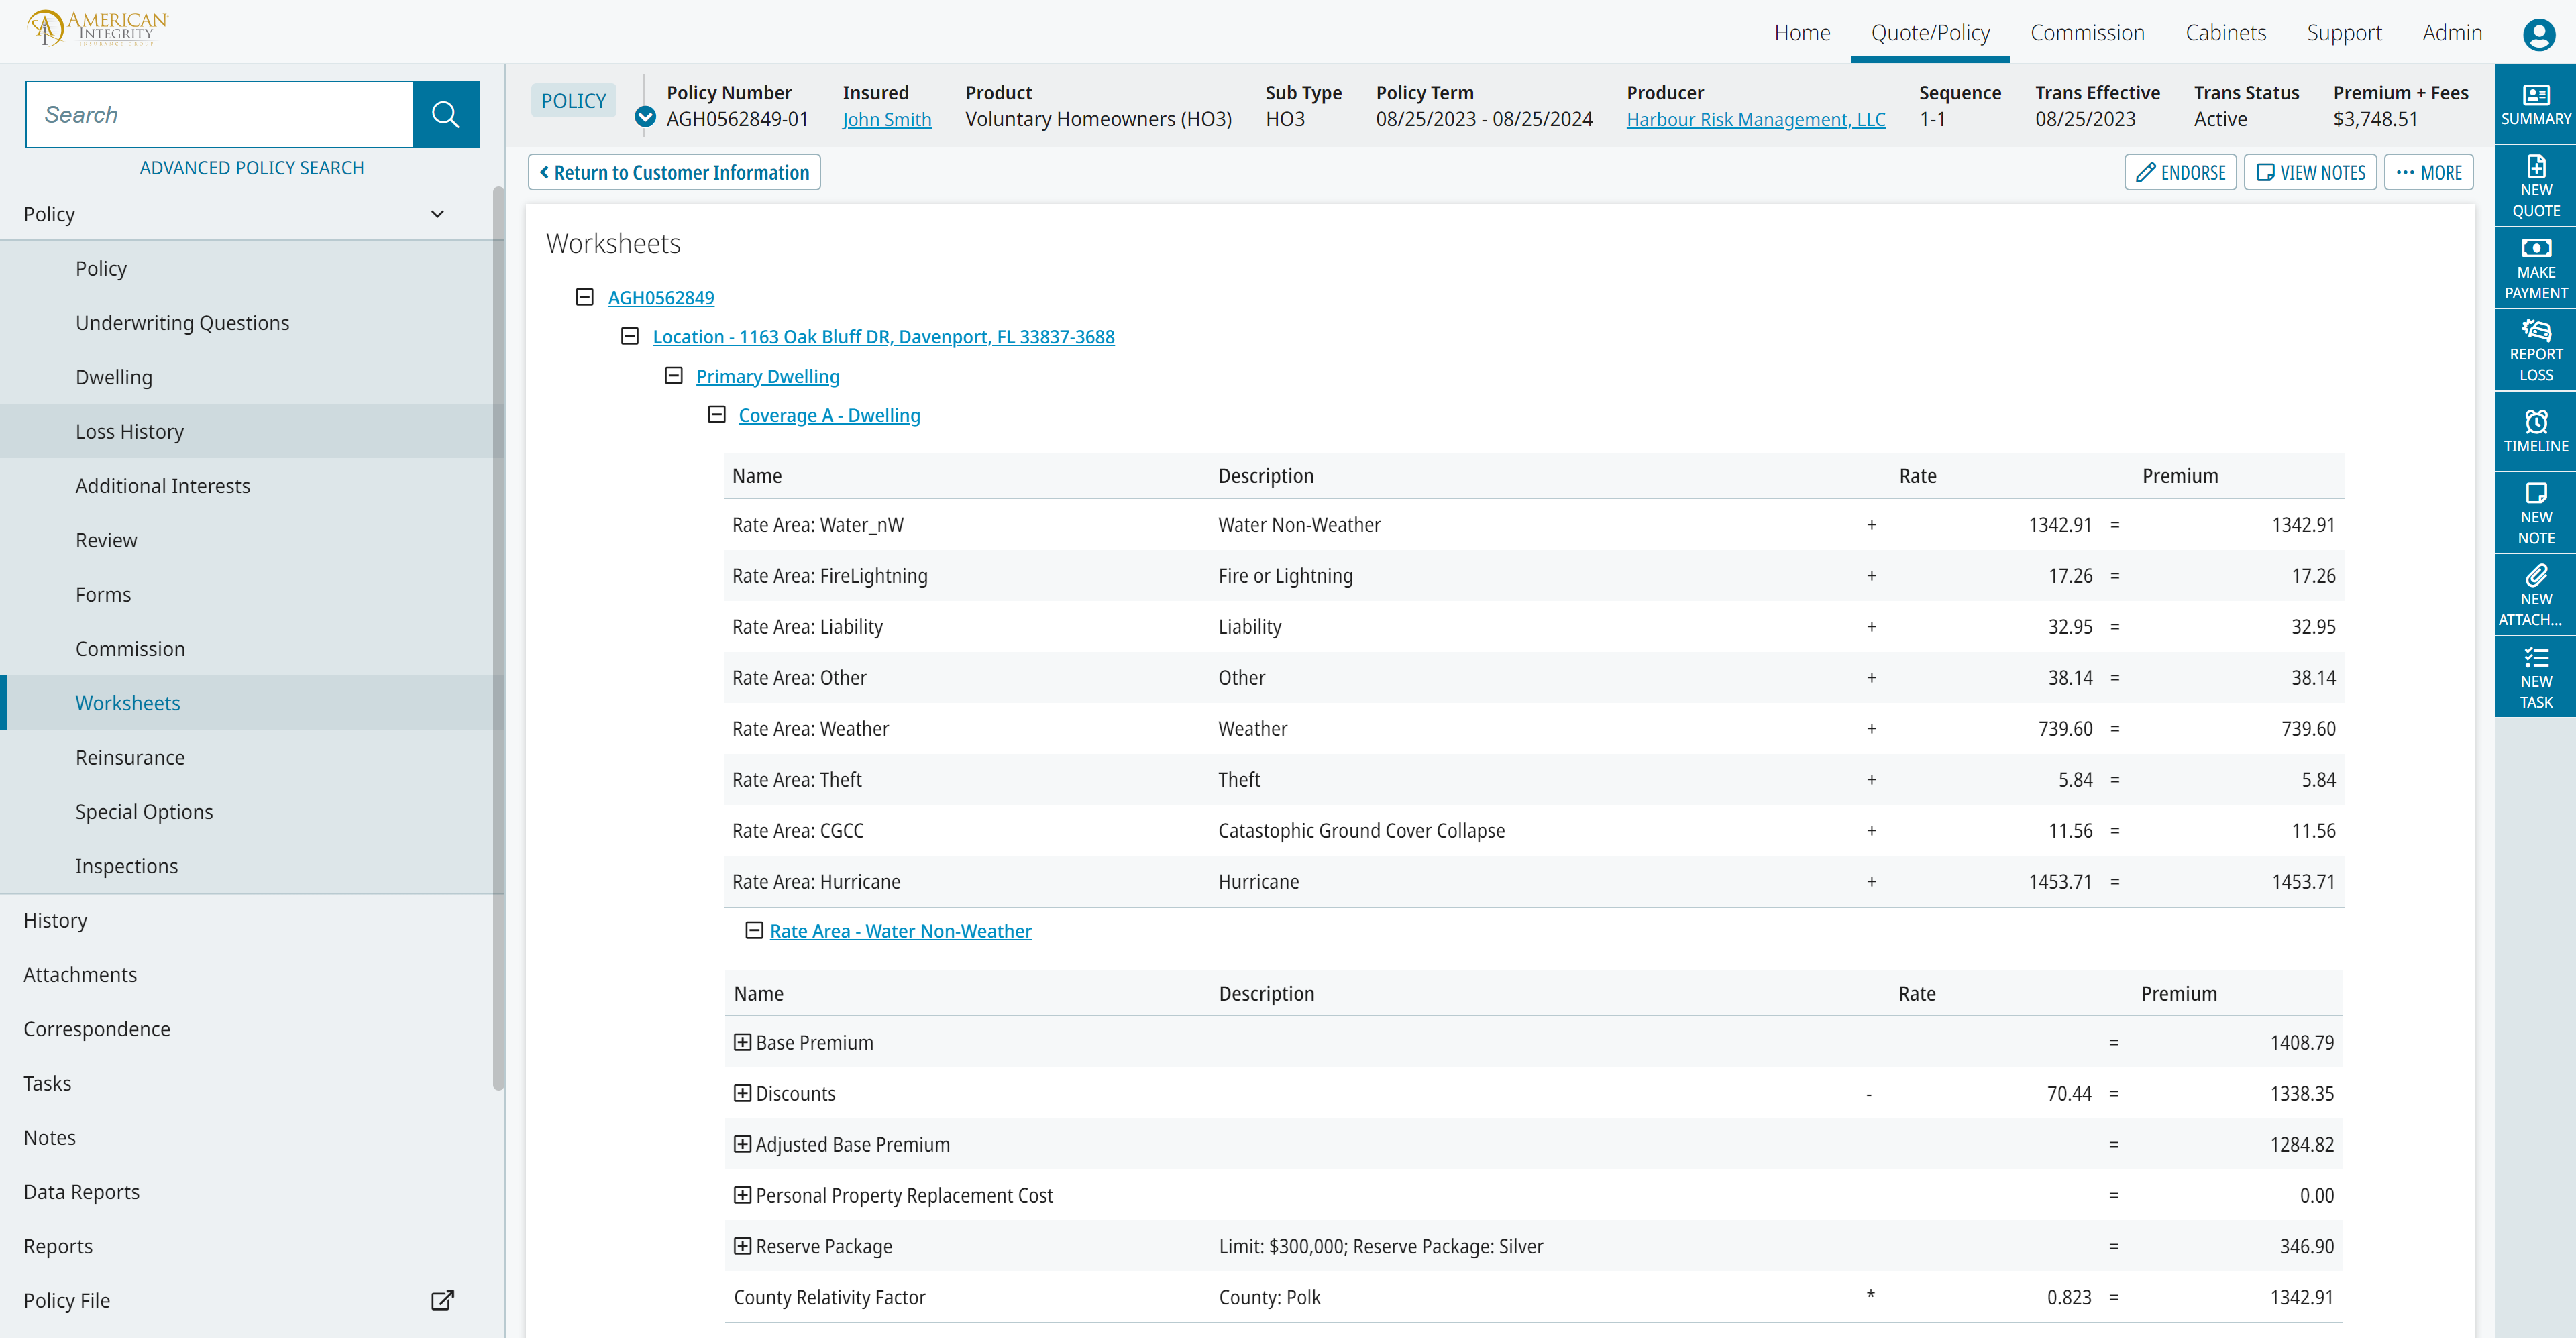 AMERICAN
INTEGRITY
INSURANCE GROUP
Home Quote/Policy Commission Cabinets Support Admin
Search
ADVANCED POLICY SEARCH
Policy
Policy
Underwriting Questions
Dwelling
Loss History
Additional Interests
Review
Forms
Commission
Worksheets
Reinsurance
Special Options
Inspections
History
Attachments
Correspondence
Tasks
Notes
Data Reports
Reports
Policy File
POLICY
Policy Number Insured Product Sub Type Policy Term Producer Sequence Trans Effective Trans Status Premium + Fees
AGH0562849-01 John Smith Voluntary Homeowners (HO3) HO3 08/25/2023 - 08/25/2024 Harbour Risk Management, LLC 1-1 08/25/2023 Active $3,748.51
Return to Customer Information
ENDORSE VIEW NOTES MORE
Worksheets
AGH0562849
Location - 1163 Oak Bluff DR, Davenport, FL 33837-3688
Primary Dwelling
Coverage A - Dwelling
Name Description Rate Premium
Rate Area: Water_nW Water Non-Weather + 1342.91 = 1342.91
Rate Area: FireLightning Fire or Lightning + 17.26 = 17.26
Rate Area: Liability Liability + 32.95 = 32.95
Rate Area: Other Other + 38.14 = 38.14
Rate Area: Weather Weather + 739.60 = 739.60
Rate Area: Theft Theft + 5.84 = 5.84
Rate Area: CGCC Catastophic Ground Cover Collapse + 11.56 = 11.56
Rate Area: Hurricane Hurricane + 1453.71 = 1453.71
Rate Area - Water Non-Weather
Name Description Rate Premium
Base Premium = 1408.79
Discounts - 70.44 = 1338.35
Adjusted Base Premium = 1284.82
Personal Property Replacement Cost = 0.00
Reserve Package Limit: $300,000; Reserve Package: Silver = 346.90
County Relativity Factor County: Polk * 0.823 = 1342.91
SUMMARY
NEW
QUOTE
MAKE
PAYMENT
REPORT
LOSS
TIMELINE
NEW
NOTE
NEW
ATTACH...
NEW
TASK